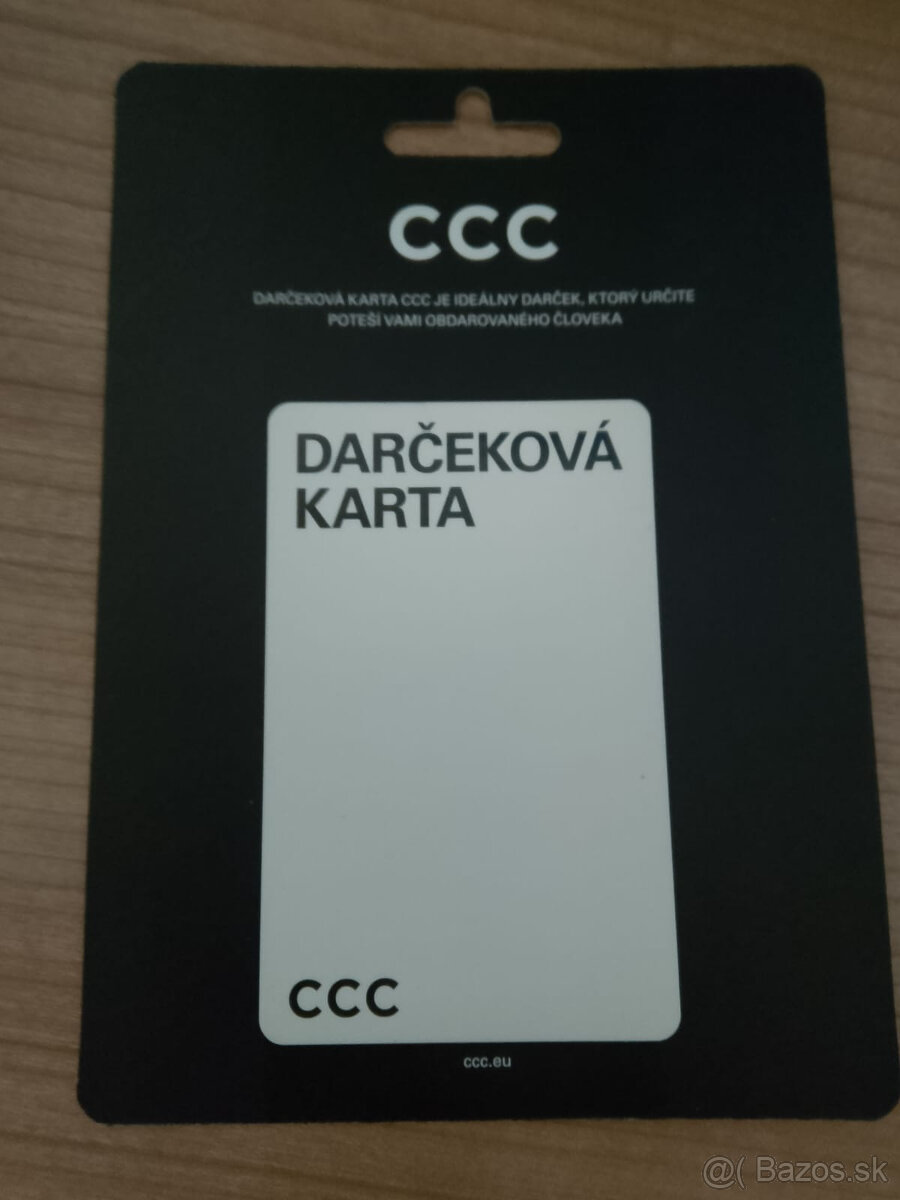 CCC
DARČEKOVÁ KARTA CCC JE IDEÁLNY DARČEK, KTORÝ URČITE
POTEŠÍ VAMI OBDAROVANÉHO ČLOVEKA
DARČEKOVÁ
KARTA
CCC
ccc.eu
@( Bazos.sk